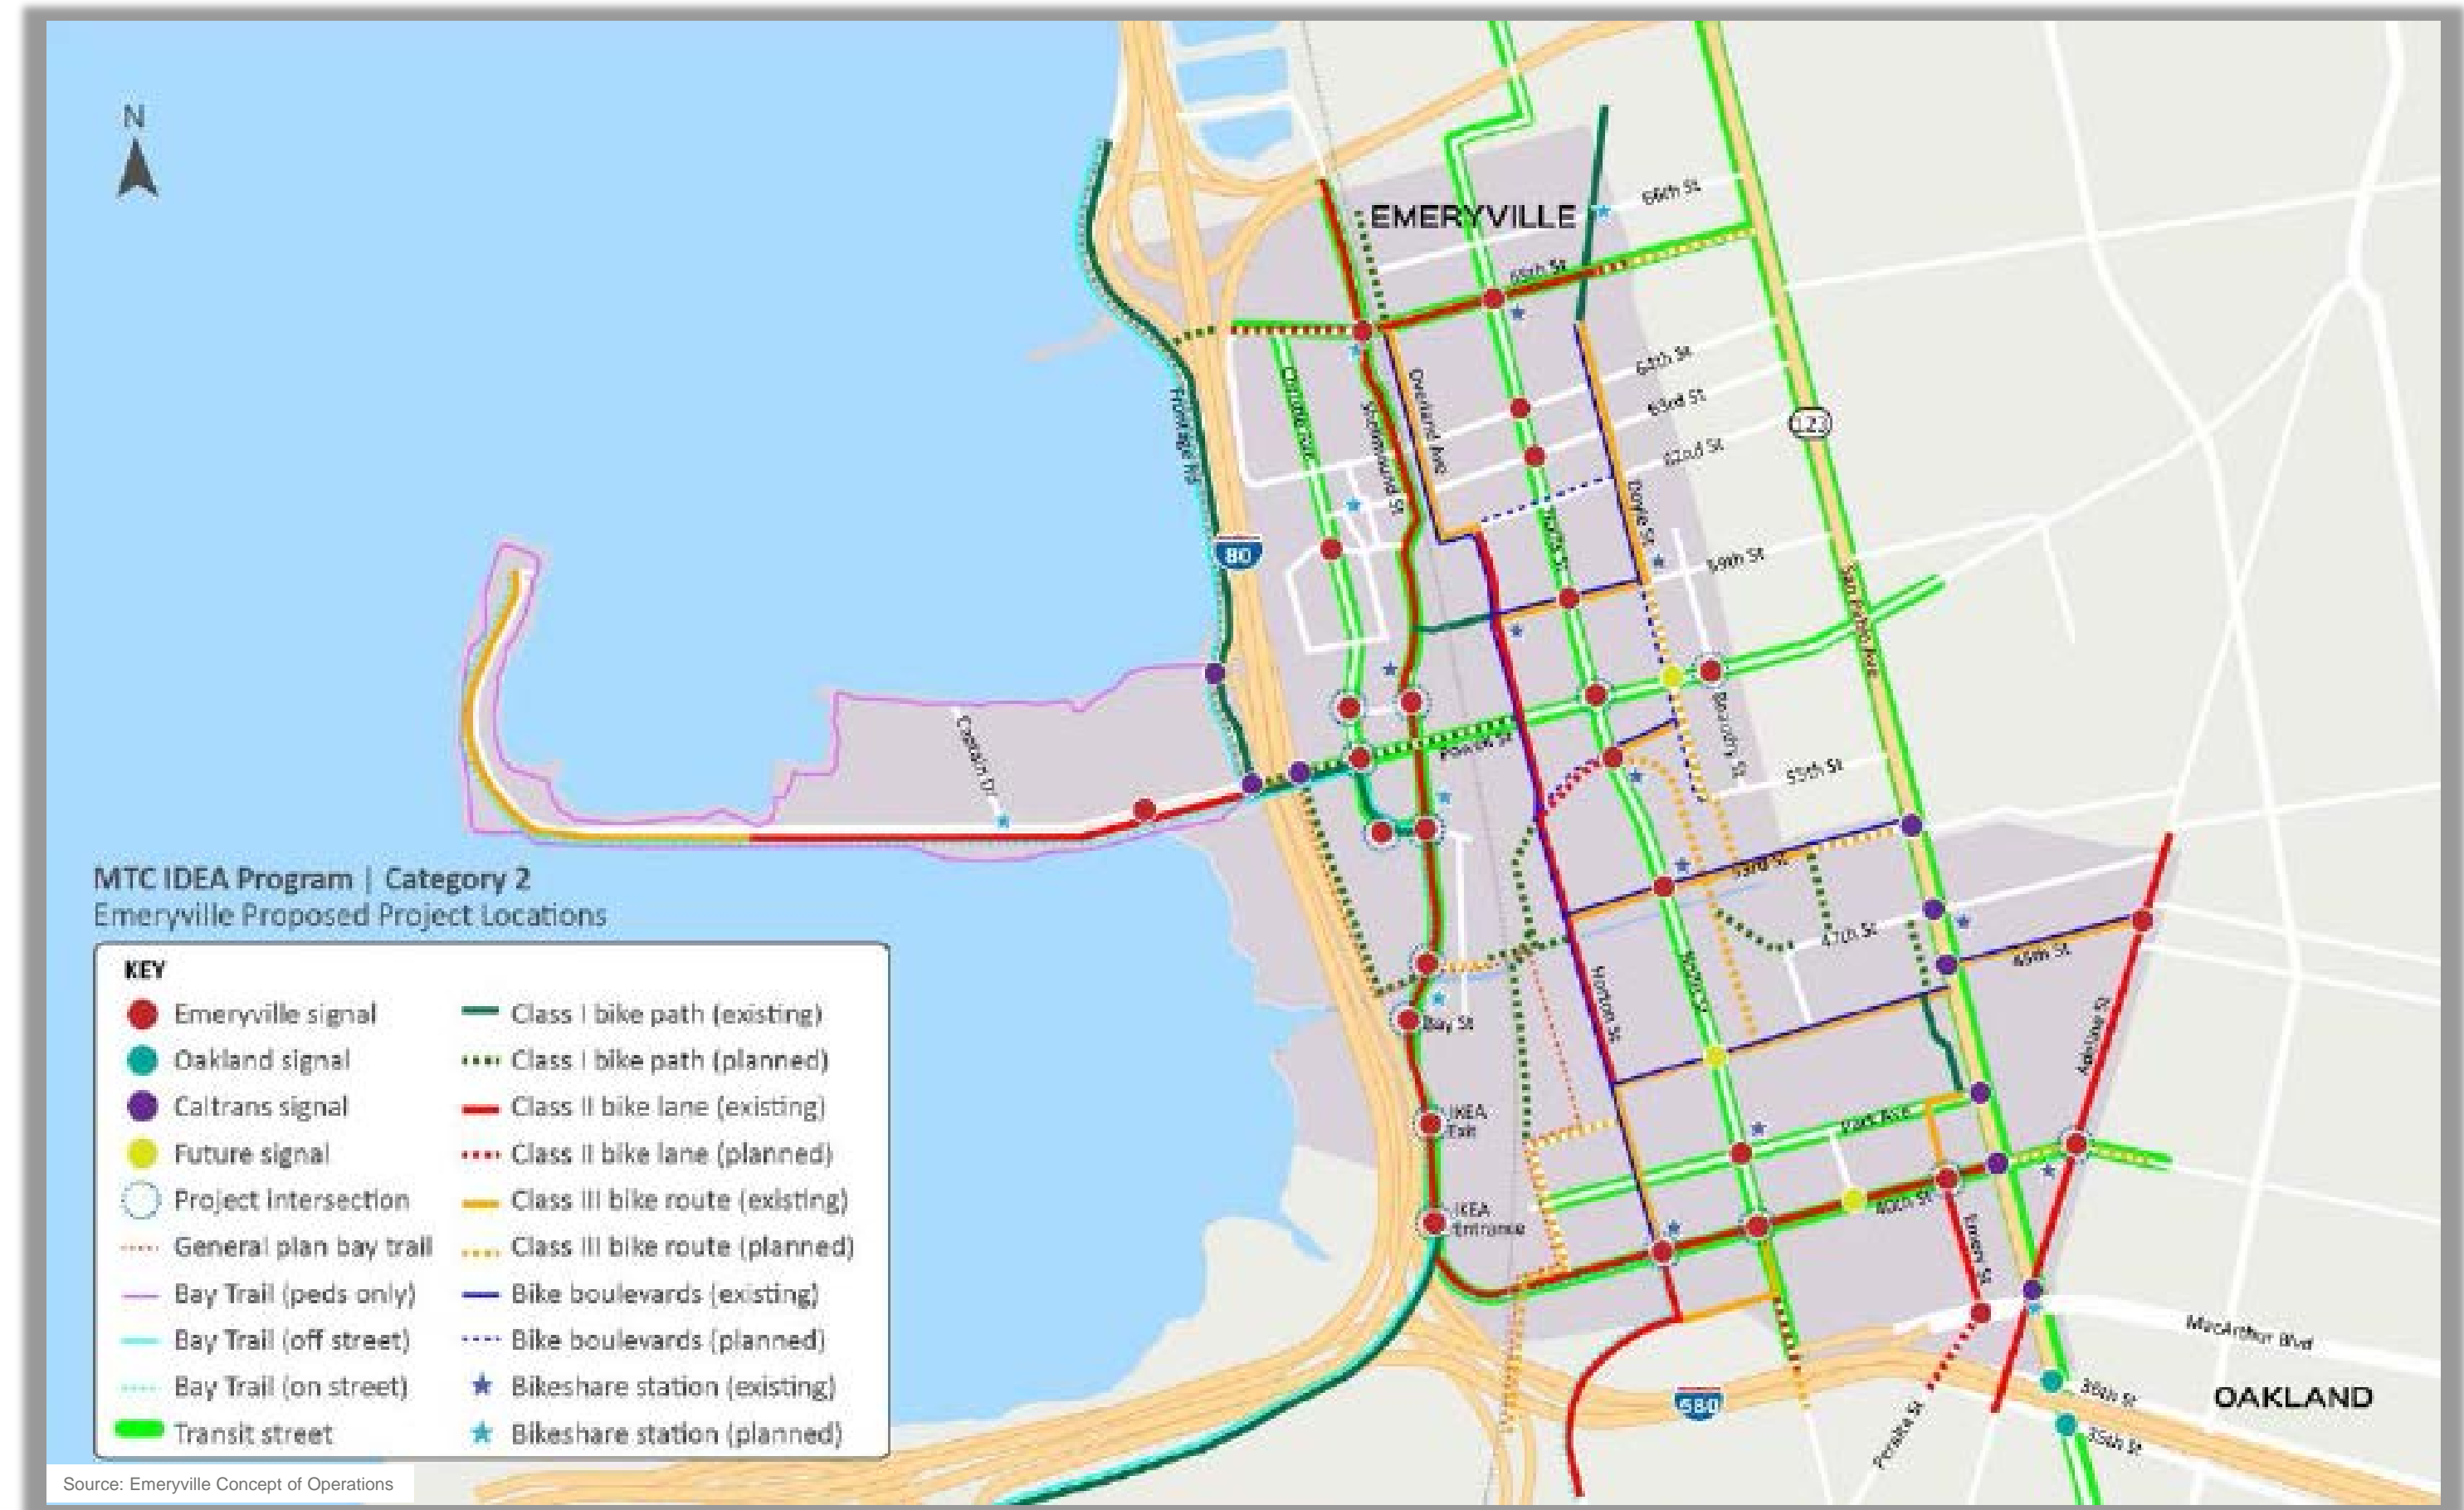 N
EMERYVILLE
66th St
65th St
64th St
63rd St
62nd St
Overland Ave
Shellmound St
Frontage Rd
Doyle St
80
59th St
San Pablo Ave
Captain Dr
Powell St
Beaudry St
55th St
53rd St
47th St
45th St
Horton St
Hollis St
Adeline St
Bay St
IKEA
Exit
Park Ave
IKEA
Entrance
40th St
Emery St
MacArthur Blvd
580
36th St
OAKLAND
Peralta St
35th St
MTC IDEA Program | Category 2
Emeryville Proposed Project Locations
KEY
Emeryville signal
Oakland signal
Caltrans signal
Future signal
Project intersection
General plan bay trail
Bay Trail (peds only)
Bay Trail (off street)
Bay Trail (on street)
Transit street
Class I bike path (existing)
Class I bike path (planned)
Class II bike lane (existing)
Class II bike lane (planned)
Class III bike route (existing)
Class III bike route (planned)
Bike boulevards (existing)
Bike boulevards (planned)
Bikeshare station (existing)
Bikeshare station (planned)
Source: Emeryville Concept of Operations